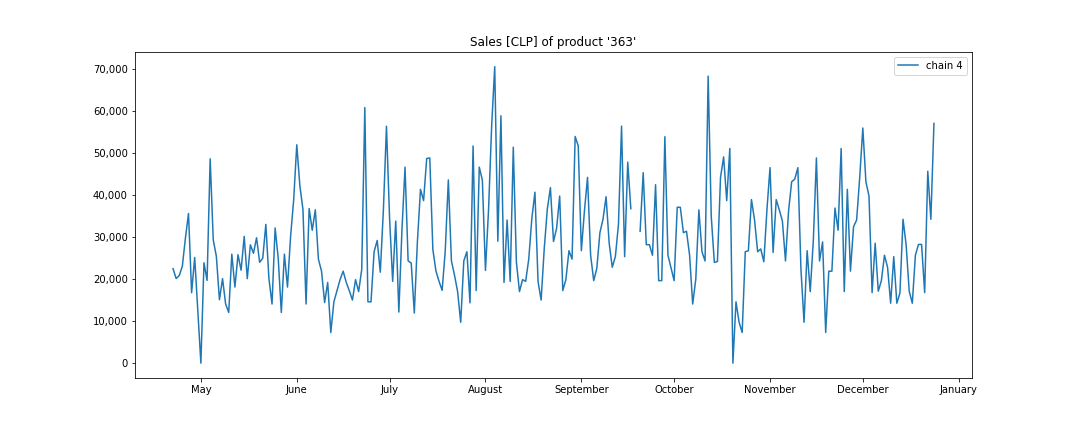 Sales [CLP] of product '363'
chain 4
70,000
60,000
50,000
40,000
30,000
20,000
10,000
0
May June July August September October November December January